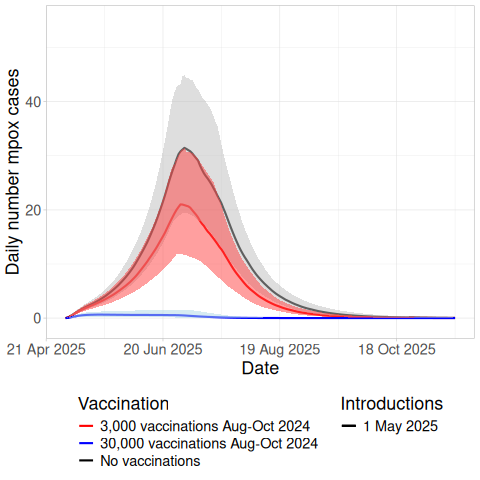 Daily number mpox cases
40
20
0
21 Apr 2025 20 Jun 2025 19 Aug 2025 18 Oct 2025
Date
Vaccination
3,000 vaccinations Aug-Oct 2024
30,000 vaccinations Aug-Oct 2024
No vaccinations
Introductions
1 May 2025